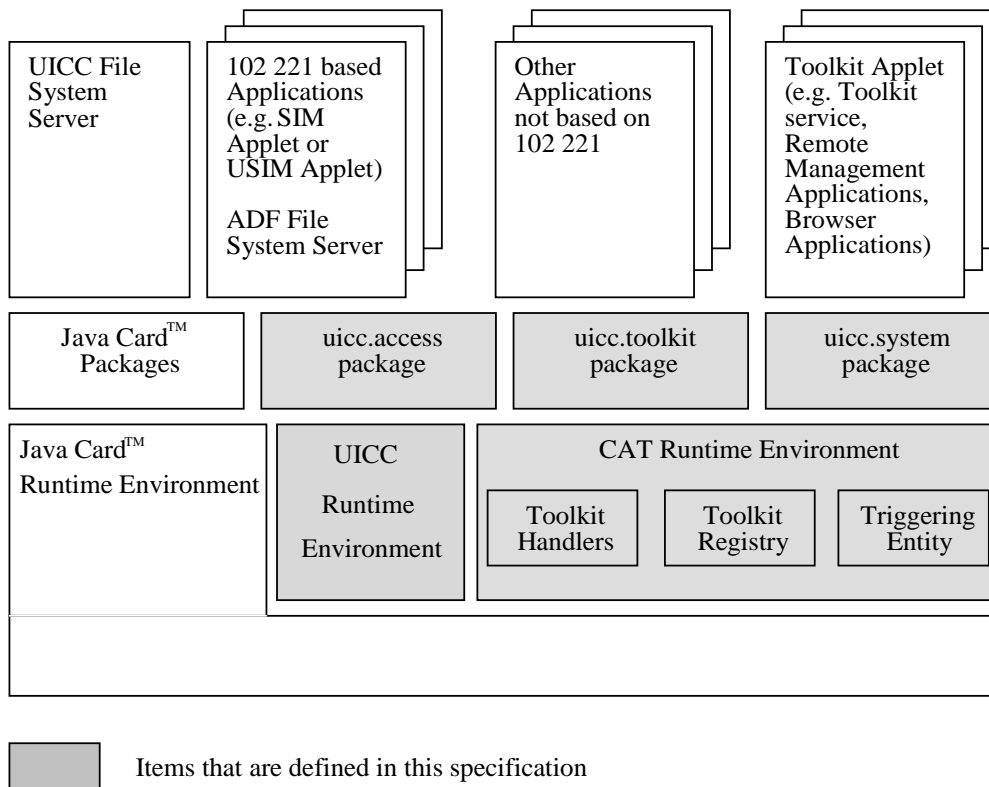 UICC File
System
Server
102 221 based
Applications
(e.g. SIM
Applet or
USIM Applet)
ADF File
System Server
Other
Applications
not based on
102 221
Toolkit Applet
(e.g. Toolkit
service,
Remote
Management
Applications,
Browser
Applications)
Java Card™
Packages
uicc.access
package
uicc.toolkit
package
uicc.system
package
Java Card™
Runtime Environment
UICC
Runtime
Environment
CAT Runtime Environment
Toolkit
Handlers
Toolkit
Registry
Triggering
Entity
Items that are defined in this specification